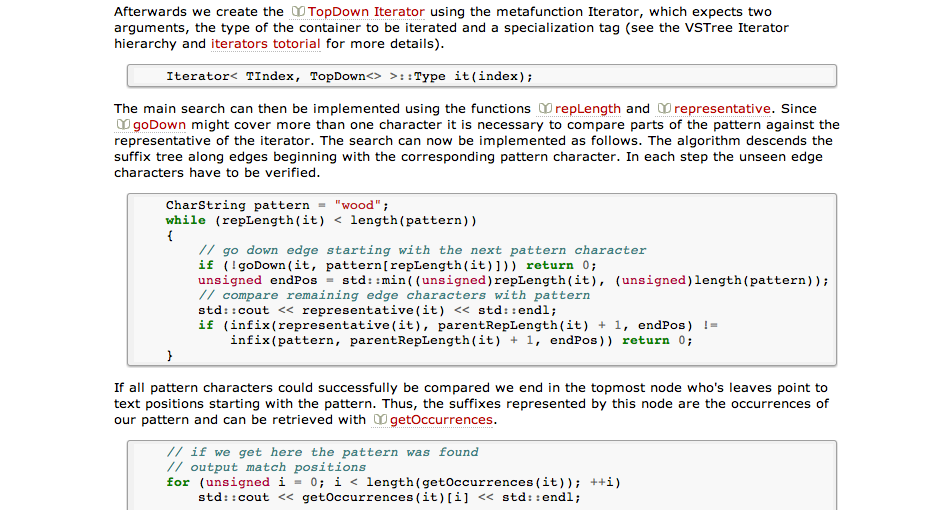 Afterwards we create the TopDown Iterator using the metafunction Iterator, which expects two
arguments, the type of the container to be iterated and a specialization tag (see the VSTree Iterator
hierarchy and iterators totorial for more details).
Iterator< TIndex, TopDown<> >::Type it(index);
The main search can then be implemented using the functions repLength and representative. Since
goDown might cover more than one character it is necessary to compare parts of the pattern against the
representative of the iterator. The search can now be implemented as follows. The algorithm descends the
suffix tree along edges beginning with the corresponding pattern character. In each step the unseen edge
characters have to be verified.
CharString pattern = "wood";
while (repLength(it) < length(pattern))
{
// go down edge starting with the next pattern character
if (!goDown(it, pattern[repLength(it)])) return 0;
unsigned endPos = std::min((unsigned)repLength(it), (unsigned)length(pattern));
// compare remaining edge characters with pattern
std::cout << representative(it) << std::endl;
if (infix(representative(it), parentRepLength(it) + 1, endPos) !=
infix(pattern, parentRepLength(it) + 1, endPos)) return 0;
}
If all pattern characters could successfully be compared we end in the topmost node who's leaves point to
text positions starting with the pattern. Thus, the suffixes represented by this node are the occurrences of
our pattern and can be retrieved with getOccurrences.
// if we get here the pattern was found
// output match positions
for (unsigned i = 0; i < length(getOccurrences(it)); ++i)
std::cout << getOccurrences(it)[i] << std::endl;